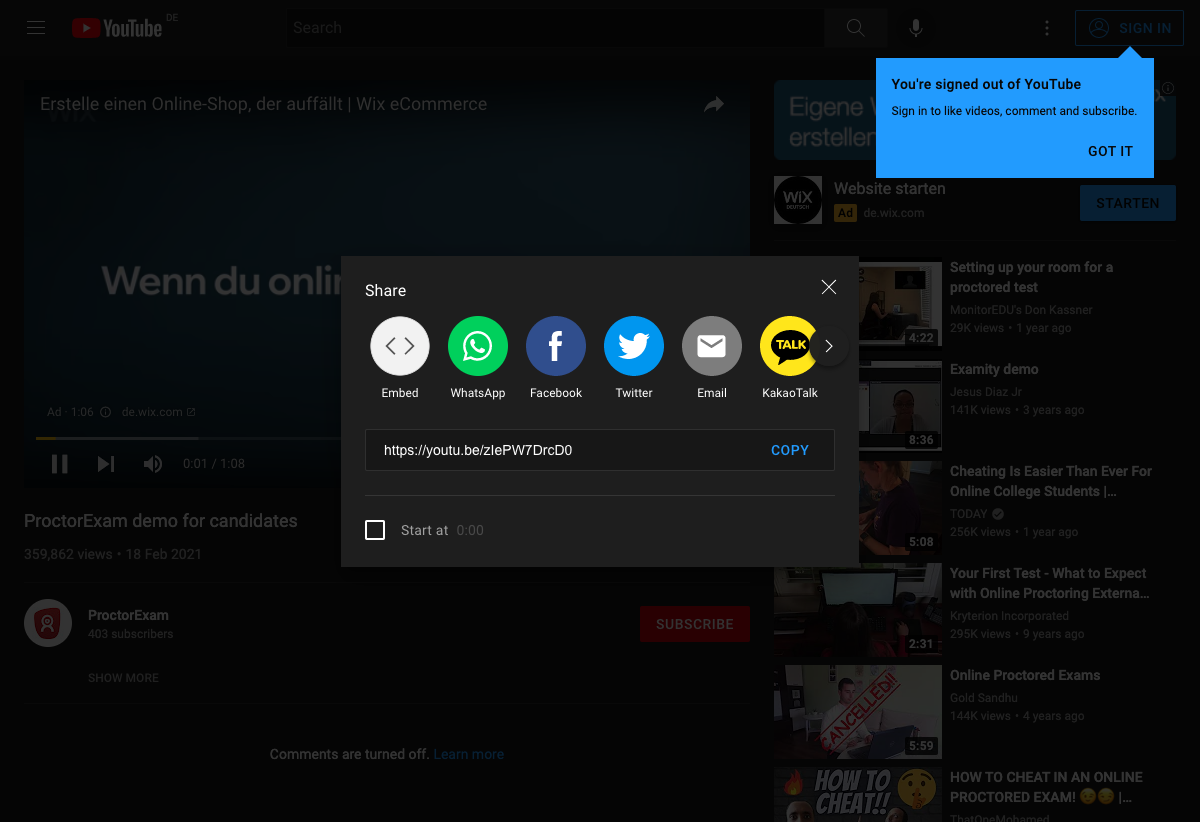 YouTube DE
Search
SIGN IN
You're signed out of YouTube
Sign in to like videos, comment and subscribe.
GOT IT
Erstelle einen Online-Shop, der auffällt | Wix eCommerce
WiX
Wenn du onlin
Ad · 1:06
de.wix.com
0:01 / 1:08
Eigene
erstellen
WiX
DEUTSCH
Website starten
Ad de.wix.com
STARTEN
Share
Embed
WhatsApp
Facebook
Twitter
Email
TALK
KakaoTalk
https://youtu.be/zIePW7DrcD0
COPY
Start at 0:00
ProctorExam demo for candidates
359,862 views • 18 Feb 2021
ProctorExam
403 subscribers
SUBSCRIBE
SHOW MORE
Comments are turned off. Learn more
4:22
Setting up your room for a
proctored test
MonitorEDU's Don Kassner
29K views • 1 year ago
8:36
Examity demo
Jesus Diaz Jr
141K views • 3 years ago
5:08
Cheating Is Easier Than Ever For
Online College Students |...
TODAY
256K views • 1 year ago
2:31
Your First Test - What to Expect
with Online Proctoring Externa...
Kryterion Incorporated
295K views • 9 years ago
CANCELLED!!
5:59
Online Proctored Exams
Gold Sandhu
144K views • 4 years ago
HOW TO
CHEAT!!
HOW TO CHEAT IN AN ONLINE
PROCTORED EXAM! 😉😏 |...
ThatOneMohamed